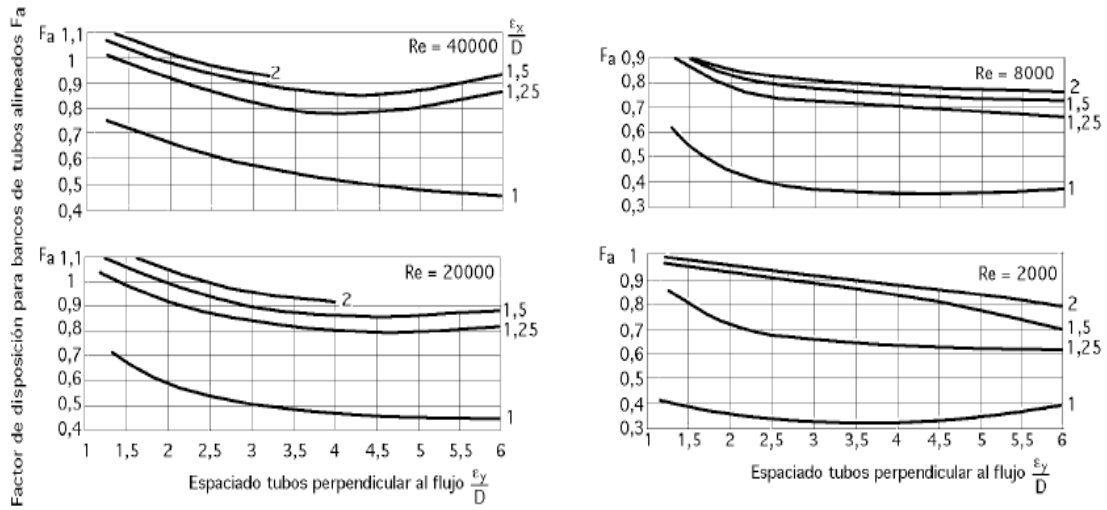 Factor de disposición para bancos de tubos alineados Fa
Fa 1,1
1
0,9
0,8
0,7
0,6
0,5
0,4
Re = 40000
εx
D
2
1,5
1,25
1
Fa 0,9
0,8
0,7
0,6
0,5
0,4
0,3
Re = 8000
2
1,5
1,25
1
Fa 1,1
1
0,9
0,8
0,7
0,6
0,5
0,4
Re = 20000
2
1,5
1,25
1
1 1,5 2 2,5 3 3,5 4 4,5 5 5,5 6
Espaciado tubos perpendicular al flujo εy
D
Fa 1
0,9
0,8
0,7
0,6
0,5
0,4
0,3
Re = 2000
2
1,5
1,25
1
1 1,5 2 2,5 3 3,5 4 4,5 5 5,5 6
Espaciado tubos perpendicular al flujo εy
D